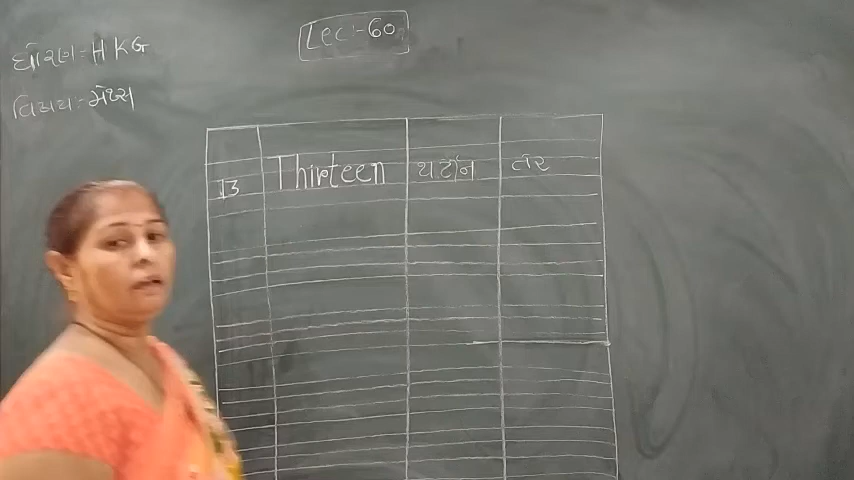 Lec:-60
ધોરણ:- HKG
વિષય:- મૅથ્સ
13 Thirteen થર્ટીન તેર